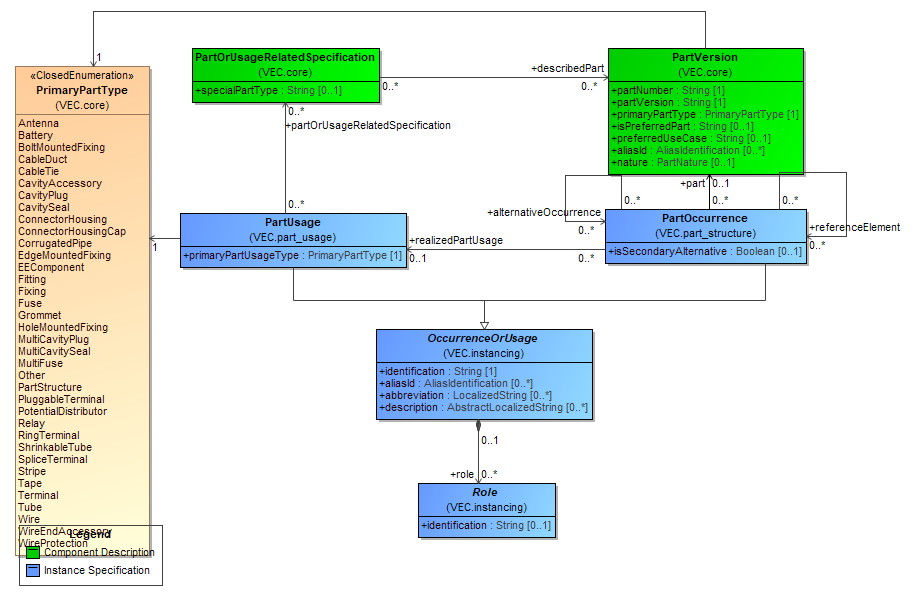 1
«ClosedEnumeration»
PrimaryPartType
(VEC.core)
Antenna
Battery
BoltMountedFixing
CableDuct
CableTie
CavityAccessory
CavityPlug
CavitySeal
ConnectorHousing
ConnectorHousingCap
CorrugatedPipe
EdgeMountedFixing
EEComponent
Fitting
Fixing
Fuse
Grommet
HoleMountedFixing
MultiCavityPlug
MultiCavitySeal
MultiFuse
Other
PartStructure
PluggableTerminal
PotentialDistributor
Relay
RingTerminal
ShrinkableTube
SpliceTerminal
Stripe
Tape
Terminal
Tube
Wire
WireEndAccessory
WireProtection
Legend
Component Description
Instance Specification
PartOrUsageRelatedSpecification
(VEC.core)
+specialPartType : String [0..1]
0..*
+describedPart
0..*
PartVersion
(VEC.core)
+partNumber : String [1]
+partVersion : String [1]
+primaryPartType : PrimaryPartType [1]
+isPreferredPart : String [0..1]
+preferredUseCase : String [0..1]
+aliasId : AliasIdentification [0..*]
+nature : PartNature [0..1]
0..*
+partOrUsageRelatedSpecification
0..*
+part
0..1
0..*
0..*
0..*
+alternativeOccurrence
0..*
+referenceElement
0..*
1
PartUsage
(VEC.part_usage)
+primaryPartUsageType : PrimaryPartType [1]
+realizedPartUsage
0..1
0..*
PartOccurrence
(VEC.part_structure)
+isSecondaryAlternative : Boolean [0..1]
OccurrenceOrUsage
(VEC.instancing)
+identification : String [1]
+aliasId : AliasIdentification [0..*]
+abbreviation : LocalizedString [0..*]
+description : AbstractLocalizedString [0..*]
0..1
+role
0..*
Role
(VEC.instancing)
+identification : String [0..1]